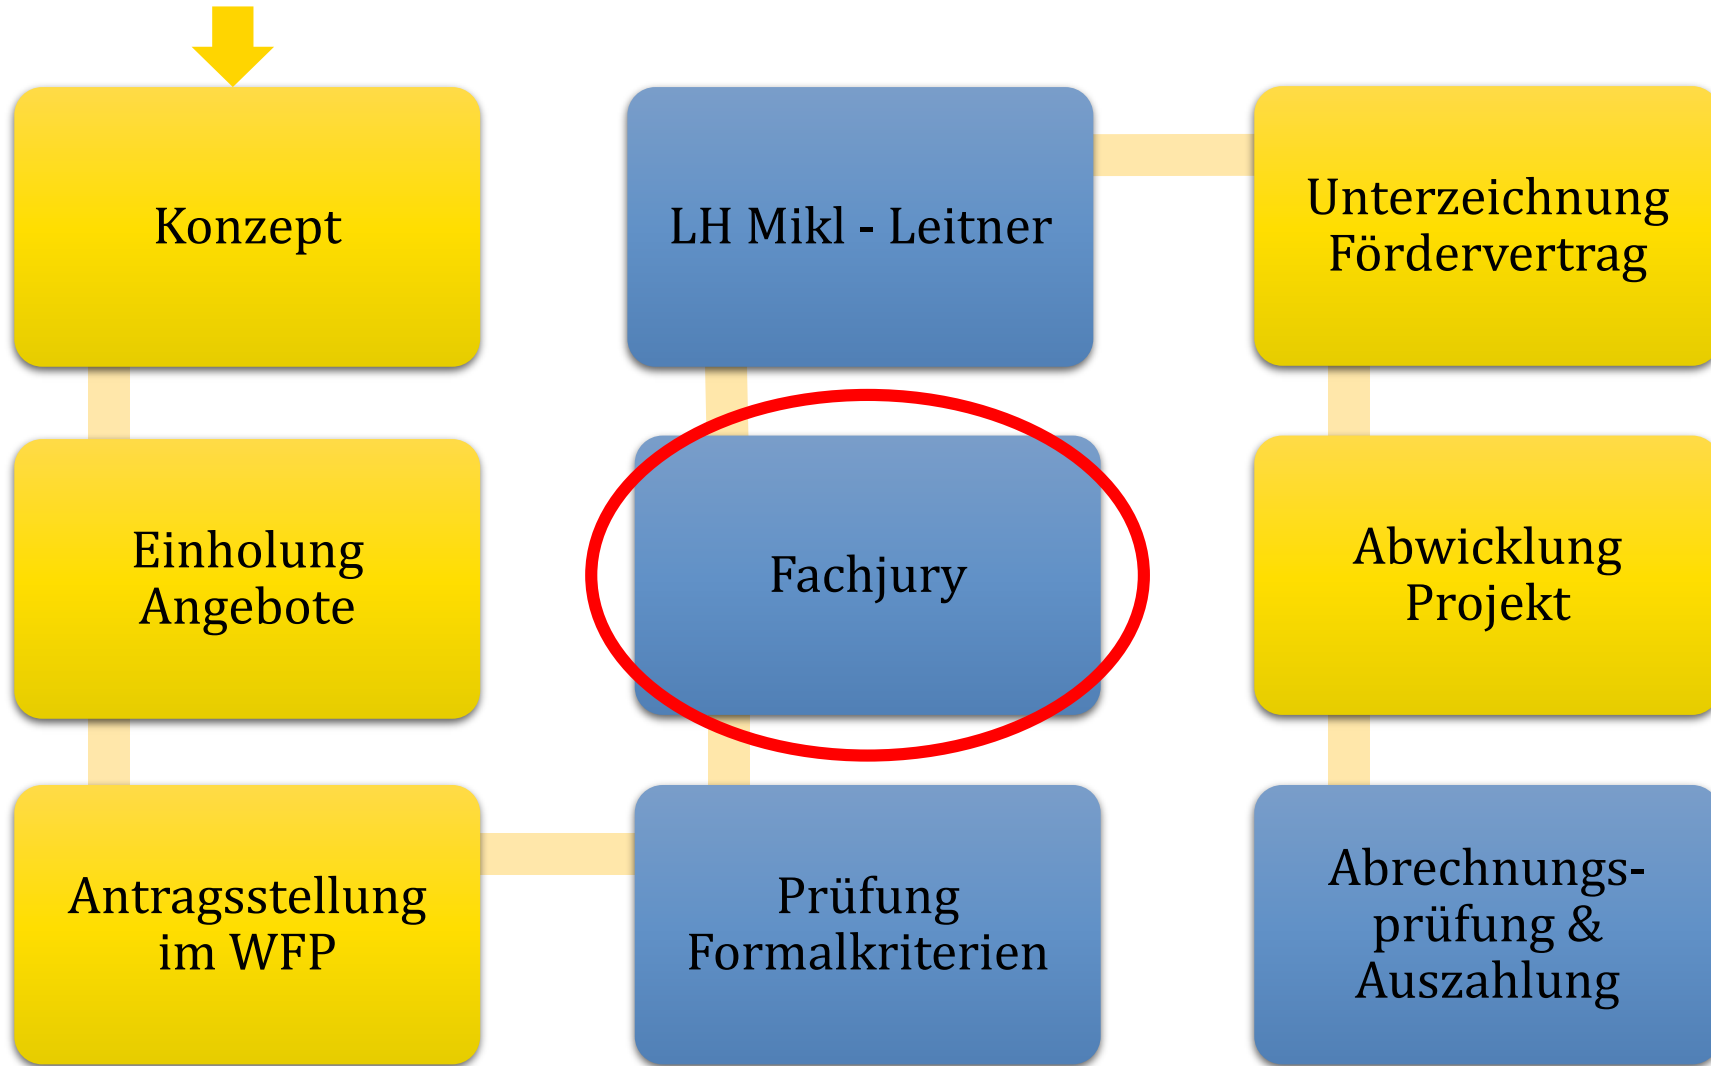 Konzept
Einholung
Angebote
Antragsstellung
im WFP
Prüfung
Formalkriterien
Fachjury
LH Mikl - Leitner
Unterzeichnung
Fördervertrag
Abwicklung
Projekt
Abrechnungs-
prüfung &
Auszahlung